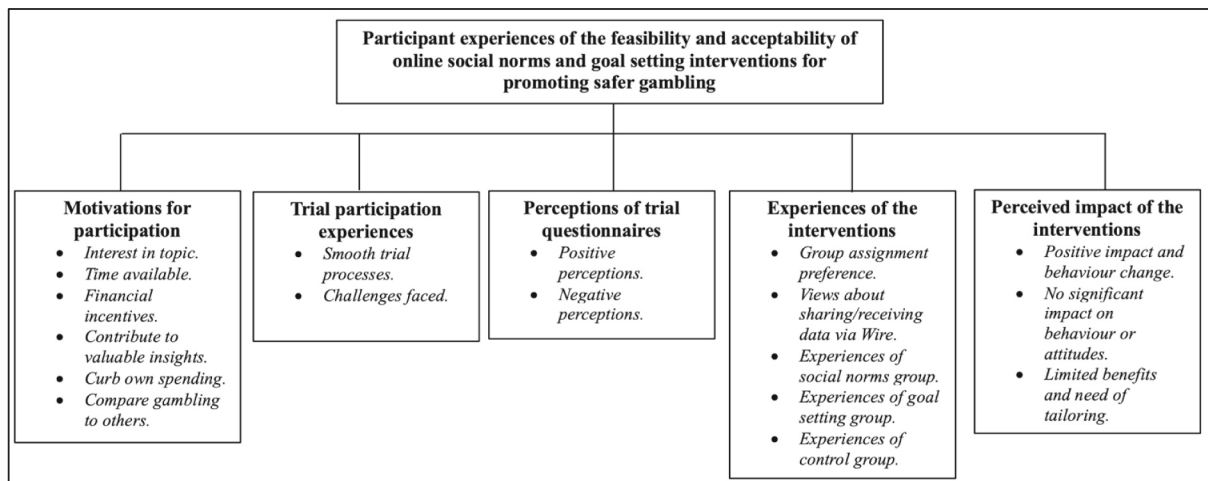 Participant experiences of the feasibility and acceptability of
online social norms and goal setting interventions for
promoting safer gambling
Motivations for
participation
• Interest in topic.
• Time available.
• Financial
incentives.
• Contribute to
valuable insights.
• Curb own spending.
• Compare gambling
to others.
Trial participation
experiences
• Smooth trial
processes.
• Challenges faced.
Perceptions of trial
questionnaires
• Positive
perceptions.
• Negative
perceptions.
Experiences of the
interventions
• Group assignment
preference.
• Views about
sharing/receiving
data via Wire.
• Experiences of
social norms group.
• Experiences of goal
setting group.
• Experiences of
control group.
Perceived impact of the
interventions
• Positive impact and
behaviour change.
• No significant
impact on
behaviour or
attitudes.
• Limited benefits
and need of
tailoring.